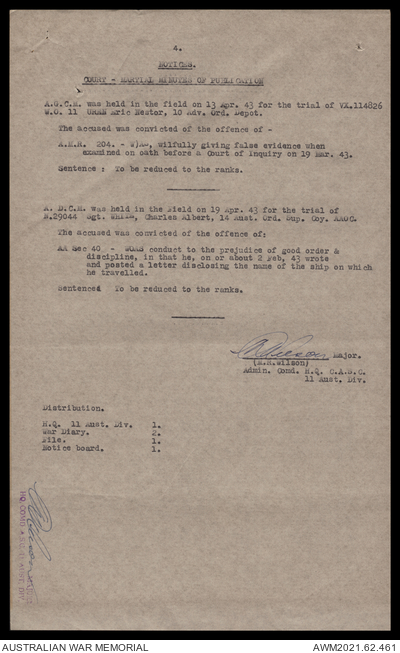 4.
NOTICES.
COURT - MARTIAL MINUTES OF PUBLICATION
A.G.C.M. was held in the field on 13 Apr. 43 for the trial of VX.114826
W.O. 11 Eric Nestor, 10 Adv. Ord. Depot.
The accused was convicted of the offence of -
A.M.R. 204. - wilfully giving false evidence when
examined on oath before a Court of Inquiry on 19 Mar. 43.
Sentence : To be reduced to the ranks.
A. D.C.M. was held in the Field on 19 Apr. 43 for the trial of
N.29044 Sgt. WHILD, Charles Albert, 14 Aust. Ord. Sup. Coy. AAOC.
The accused was convicted of the offence of:
AA Sec 40 - conduct to the prejudice of good order &
discipline, in that he, on or about 2 Feb, 43 wrote
and posted a letter disclosing the name of the ship on which
he travelled.
Sentenced To be reduced to the ranks.
Major.
Wilson)
Admin. Comd. H.Q. C.A.S.C.
11 Aust. Div.
Distribution.
H.Q. 11 Aust. Div. 1.
War Diary. 2.
File. 1.
Notice board. 1.
AUSTRALIAN WAR MEMORIAL AWM2021.62.461